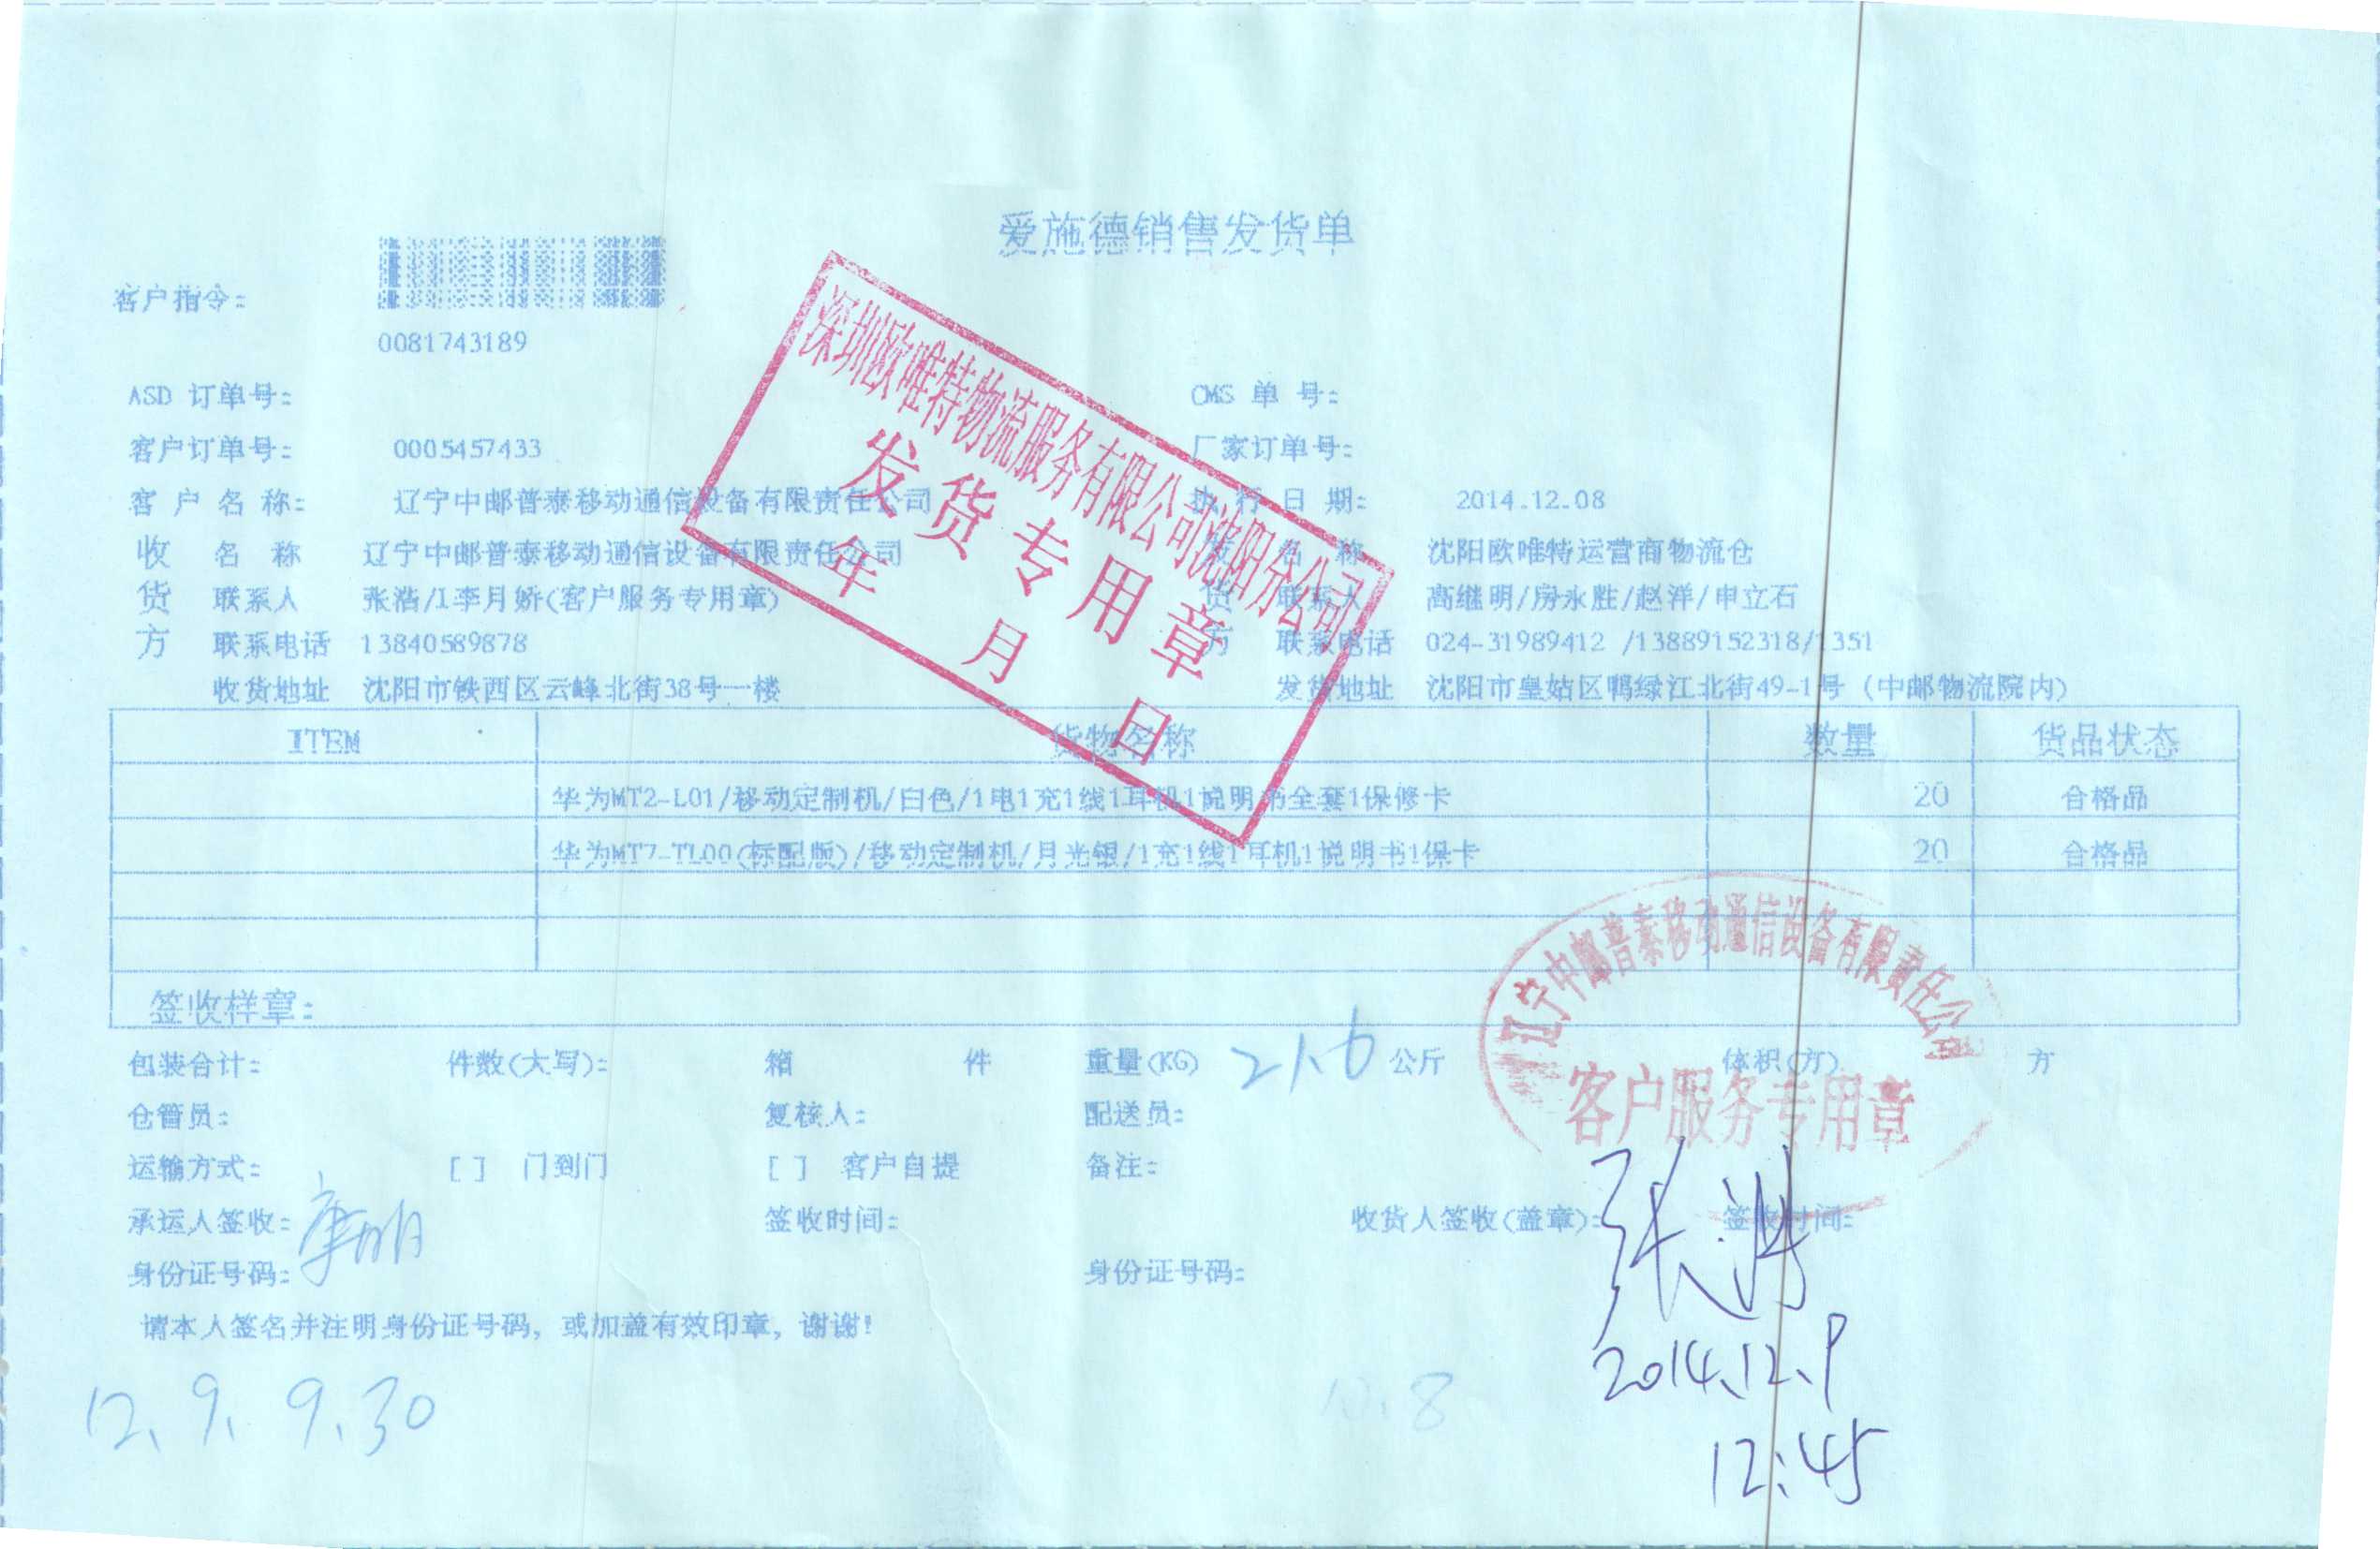 爱施德销售发货单
客户指令:
0081743189
ASD 订单号:
OMS 单 号:
客户订单号: 0005457433
厂家订单号:
客 户 名 称: 辽宁中邮普泰移动通信设备有限责任公司
执 行 日 期: 2014.12.08
收货方
名 称 辽宁中邮普泰移动通信设备有限责任公司
联系人 张浩/1李月娇(客户服务专用章)
联系电话 13840589878
收货地址 沈阳市铁西区云峰北街38号一楼
发货方
名 称 沈阳欧唯特运营商物流仓
联系人 高继明/房永胜/赵洋/申立石
联系电话 024-31989412 /13889152318/1351
发货地址 沈阳市皇姑区鸭绿江北街49-1号 (中邮物流院内)
深圳欧唯特物流服务有限公司沈阳分公司
发货专用章
年 月 日
ITEM 货物名称 数量 货品状态
华为MT2-L01/移动定制机/白色/1电1充1线1耳机1说明书全套1保修卡 20 合格品
华为MT7-TL00(标配版)/移动定制机/月光银/1充1线1耳机1说明书1保卡 20 合格品
签收样章:
辽宁中邮普泰移动通信设备有限责任公司
客户服务专用章
包装合计: 件数(大写): 箱 件 重量(KG) 21.6 公斤 体积(方) 方
仓管员: 复核人: 配送员:
运输方式: [ ] 门到门 [ ] 客户自提 备注:
承运人签收: 签收时间: 收货人签收(盖章): 张浩 签收时间:
身份证号码: 身份证号码:
请本人签名并注明身份证号码, 或加盖有效印章, 谢谢!
2014.12.9
12:45
12.9.9.30